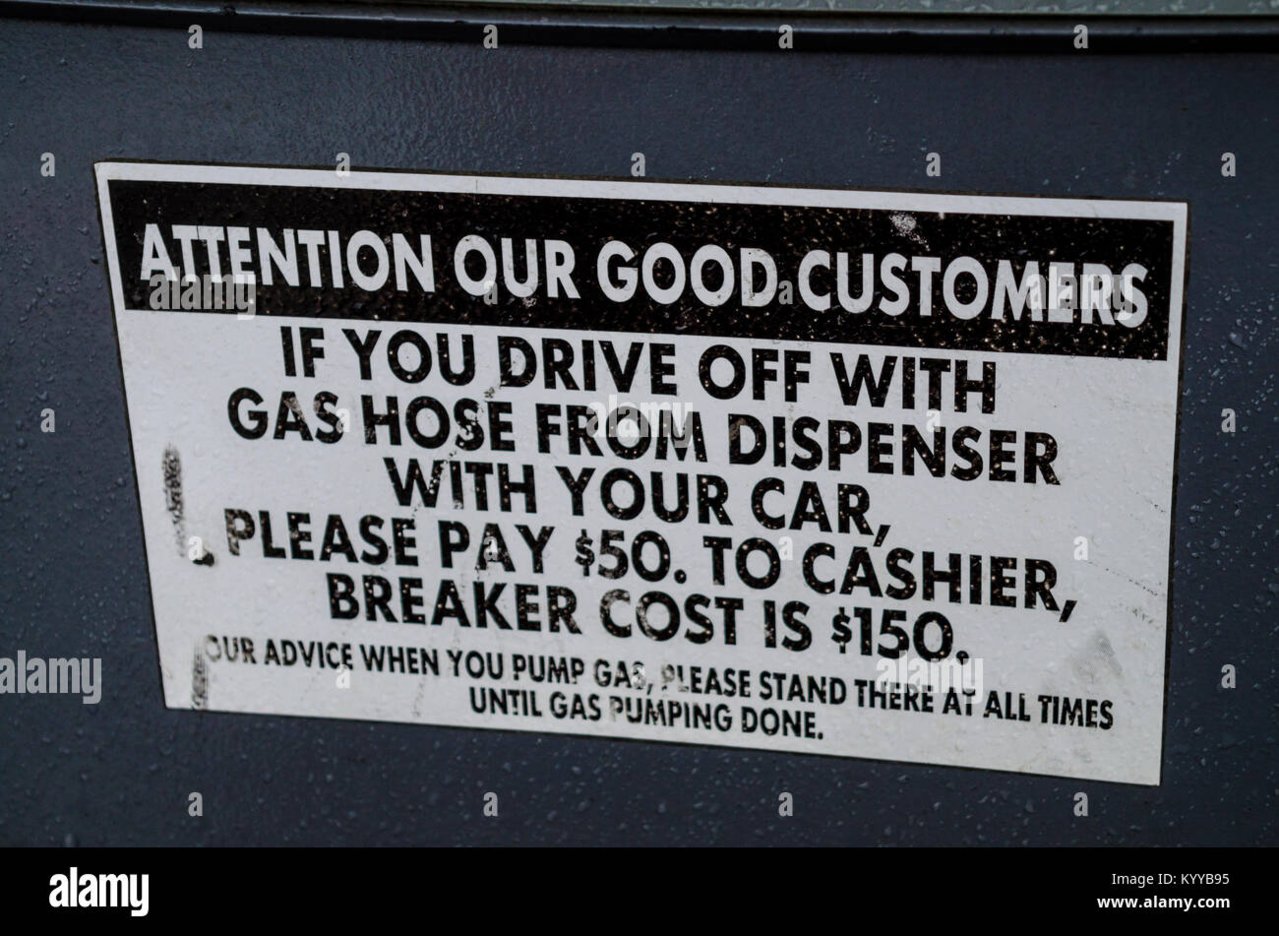 ATTENTION OUR GOOD CUSTOMERS
IF YOU DRIVE OFF WITH
GAS HOSE FROM DISPENSER
WITH YOUR CAR,
PLEASE PAY $50. TO CASHIER,
BREAKER COST IS $150.
OUR ADVICE WHEN YOU PUMP GAS, PLEASE STAND THERE AT ALL TIMES
UNTIL GAS PUMPING DONE.
a alamy stock photo
KYYB95
www.alamy.com